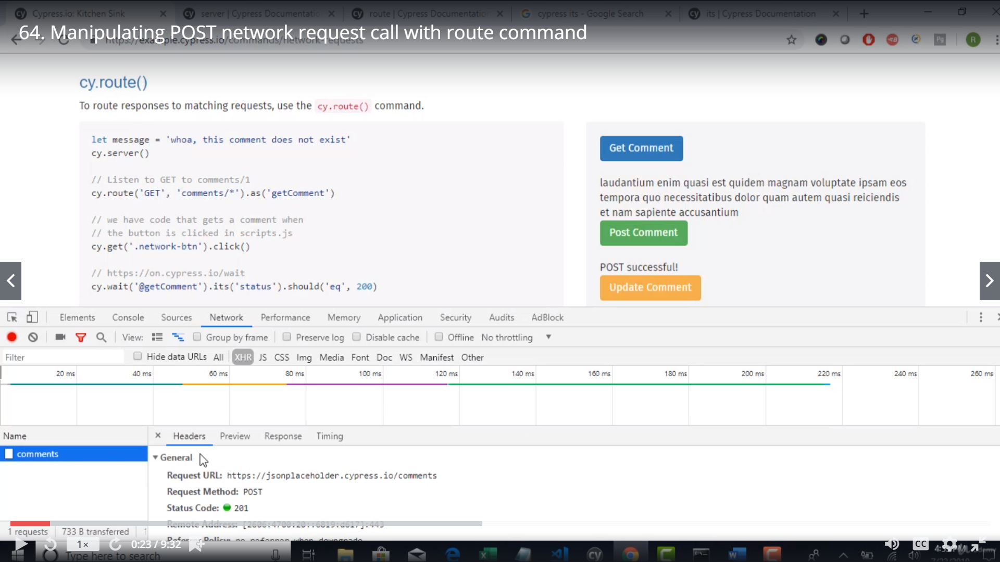 Cypress.io: Kitchen Sink
server | Cypress Documentatio
route | Cypress Documentation
cypress its - Google Search
its | Cypress Documentation
64. Manipulating POST network request call with route command
https://example.cypress.io/commands/network-requests
Pg
R
cy.route()
To route responses to matching requests, use the cy.route() command.
let message = 'whoa, this comment does not exist'
cy.server()
// Listen to GET to comments/1
cy.route('GET', 'comments/*').as('getComment')
// we have code that gets a comment when
// the button is clicked in scripts.js
cy.get('.network-btn').click()
// https://on.cypress.io/wait
cy.wait('@getComment').its('status').should('eq', 200)
Get Comment
laudantium enim quasi est quidem magnam voluptate ipsam eos
tempora quo necessitatibus dolor quam autem quasi reiciendis
et nam sapiente accusantium
Post Comment
POST successful!
Update Comment
Elements Console Sources Network Performance Memory Application Security Audits AdBlock
View: Group by frame Preserve log Disable cache Offline No throttling
Filter Hide data URLs All XHR JS CSS Img Media Font Doc WS Manifest Other
20 ms 40 ms 60 ms 80 ms 100 ms 120 ms 140 ms 160 ms 180 ms 200 ms 220 ms 240 ms 260 ms
Name Headers Preview Response Timing
comments
General
Request URL: https://jsonplaceholder.cypress.io/comments
Request Method: POST
Status Code: 201
Remote Address: [2606:4700:20::6819:d617]:443
1 requests 733 B transferred
Referrer Policy: no-referrer-when-downgrade
1× 0:23 / 9:32 CC
Type here to search